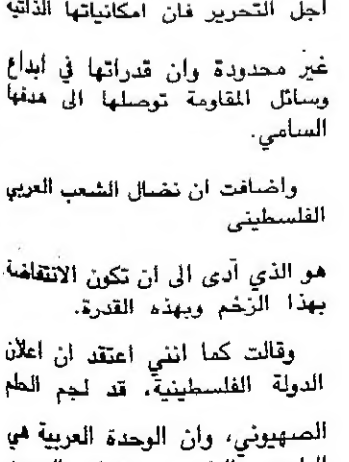 اجل التحرير فان امكانياتها الذاتية
غير محدودة وان قدراتها في ابداع
وسائل المقاومة توصلها الى هدفها
السامي.
واضافت ان نضال الشعب العربي
الفلسطيني
هو الذي أدى الى ان تكون الانتفاضة
بهذا الزخم وبهذه القدرة.
وقالت كما انني اعتقد ان اعلان
الدولة الفلسطينية، قد لجم الحلم
الصهيوني، وان الوحدة العربية هي